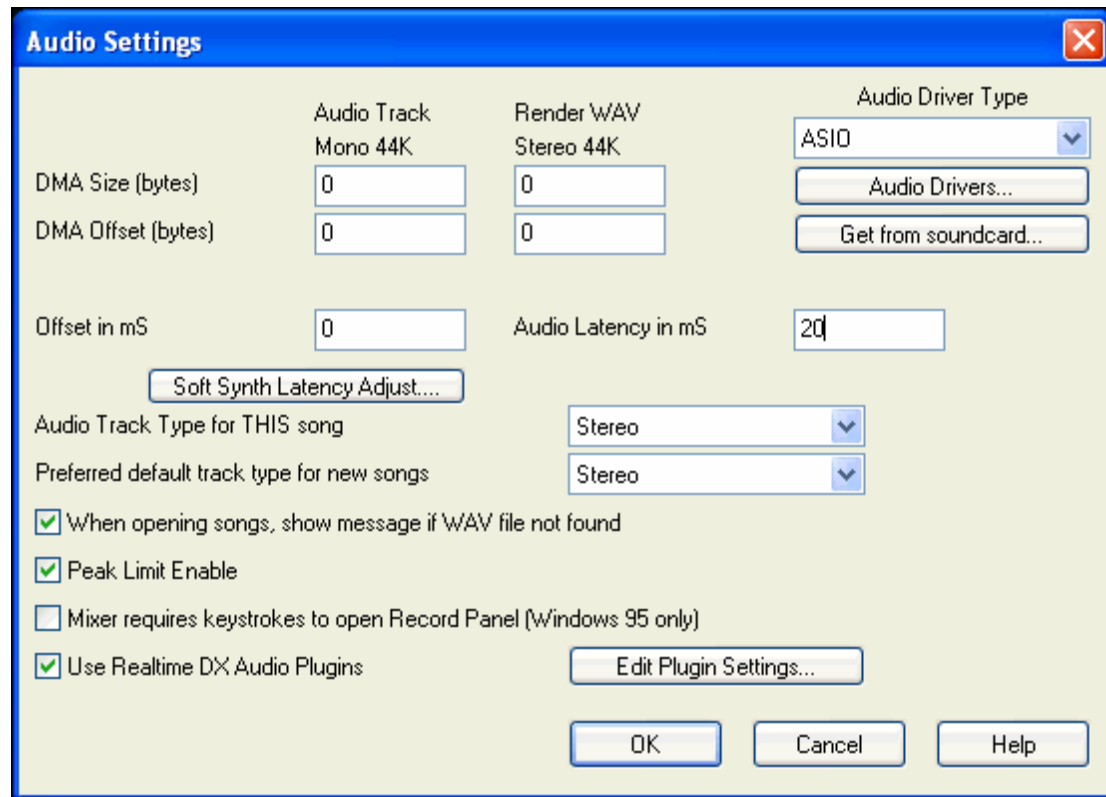 Audio Settings
Audio Track Render WAV Audio Driver Type
Mono 44K Stereo 44K ASIO
DMA Size (bytes) 0 0 Audio Drivers...
DMA Offset (bytes) 0 0 Get from soundcard...
Offset in mS 0 Audio Latency in mS 20
Soft Synth Latency Adjust....
Audio Track Type for THIS song Stereo
Preferred default track type for new songs Stereo
When opening songs, show message if WAV file not found
Peak Limit Enable
Mixer requires keystrokes to open Record Panel (Windows 95 only)
Use Realtime DX Audio Plugins Edit Plugin Settings...
OK Cancel Help